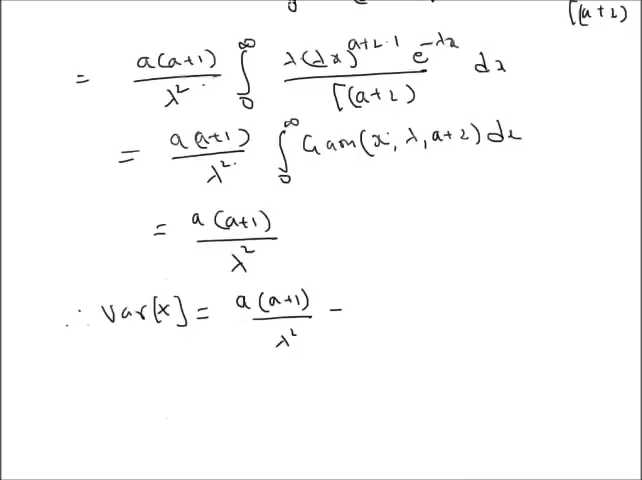 Γ(a+2)
= a(a+1)/λ² ∫₀^∞ λ(λx)^(a+2-1) e^(-λx) / Γ(a+2) dx
= a(a+1)/λ² ∫₀^∞ Gam(x; λ, a+2) dx
= a(a+1)/λ²
∴ Var[X] = a(a+1)/λ² -